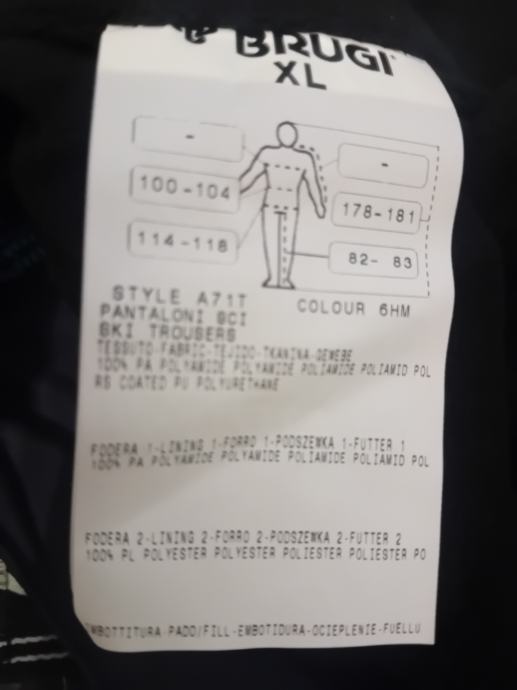 BRUGI
XL
-
-
100-104
178-181
114-118
82- 83
STYLE A71T
COLOUR 6HM
PANTALONI SCI
SKI TROUSERS
TESSUTO-FABRIC-TEJIDO-TKANINA-GEWEBE
100% PA POLYAMIDE POLYAMIDE POLIAMIDE POLIAMID POL
RS COATED PU POLYURETHANE
FODERA 1-LINING 1-FORRO 1-PODSZEWKA 1-FUTTER 1
100% PA POLYAMIDE POLYAMIDE POLIAMIDE POLIAMID POL
FODERA 2-LINING 2-FORRO 2-PODSZEWKA 2-FUTTER 2
100% PL POLYESTER POLYESTER POLIESTER POLIESTER PO
MBOTTITURA-PADD/FILL-EMBOTIDURA-OCIEPLENIE-FUELLU